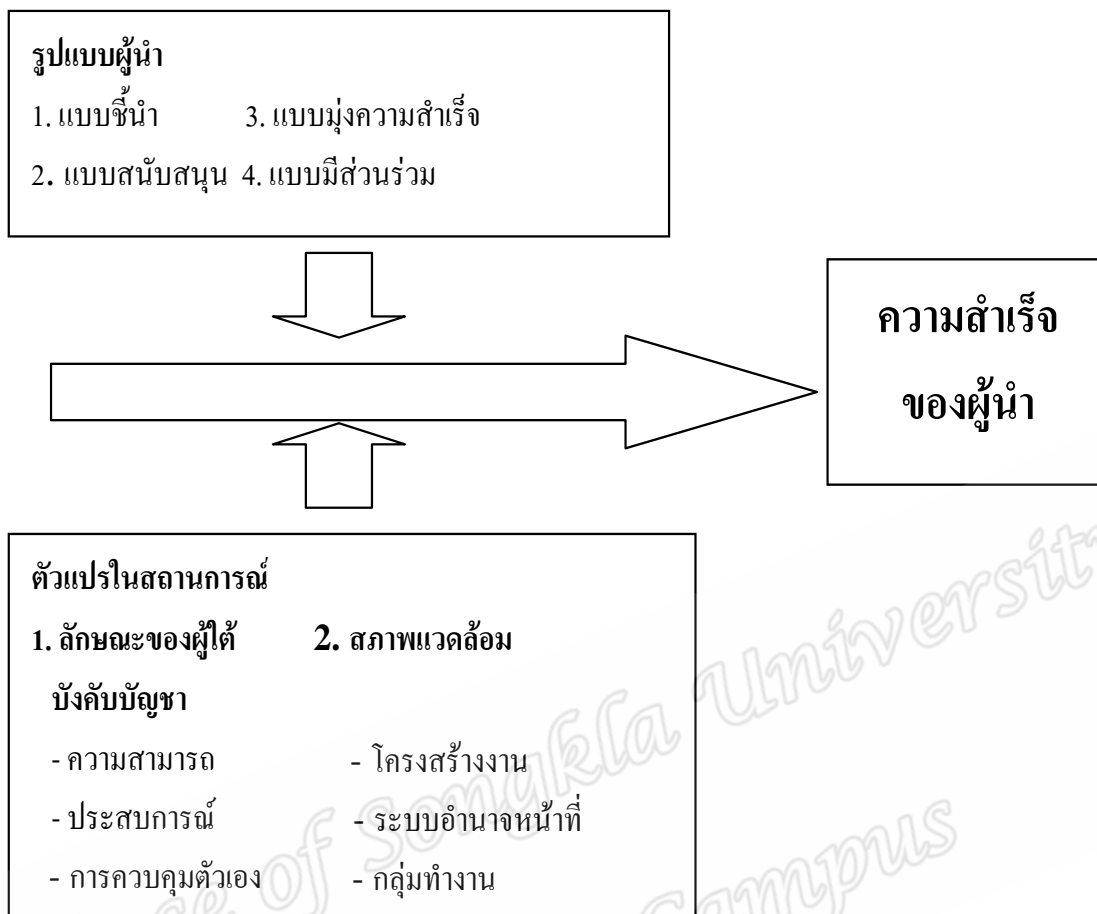 รูปแบบผู้นำ
1. แบบชี้นำ 3. แบบมุ่งความสำเร็จ
2. แบบสนับสนุน 4. แบบมีส่วนร่วม
ความสำเร็จ
ของผู้นำ
ตัวแปรในสถานการณ์
1. ลักษณะของผู้ใต้ 2. สภาพแวดล้อม
บังคับบัญชา
- ความสามารถ - โครงสร้างงาน
- ประสบการณ์ - ระบบอำนาจหน้าที่
- การควบคุมตัวเอง - กลุ่มทำงาน
of Songkla
Campus